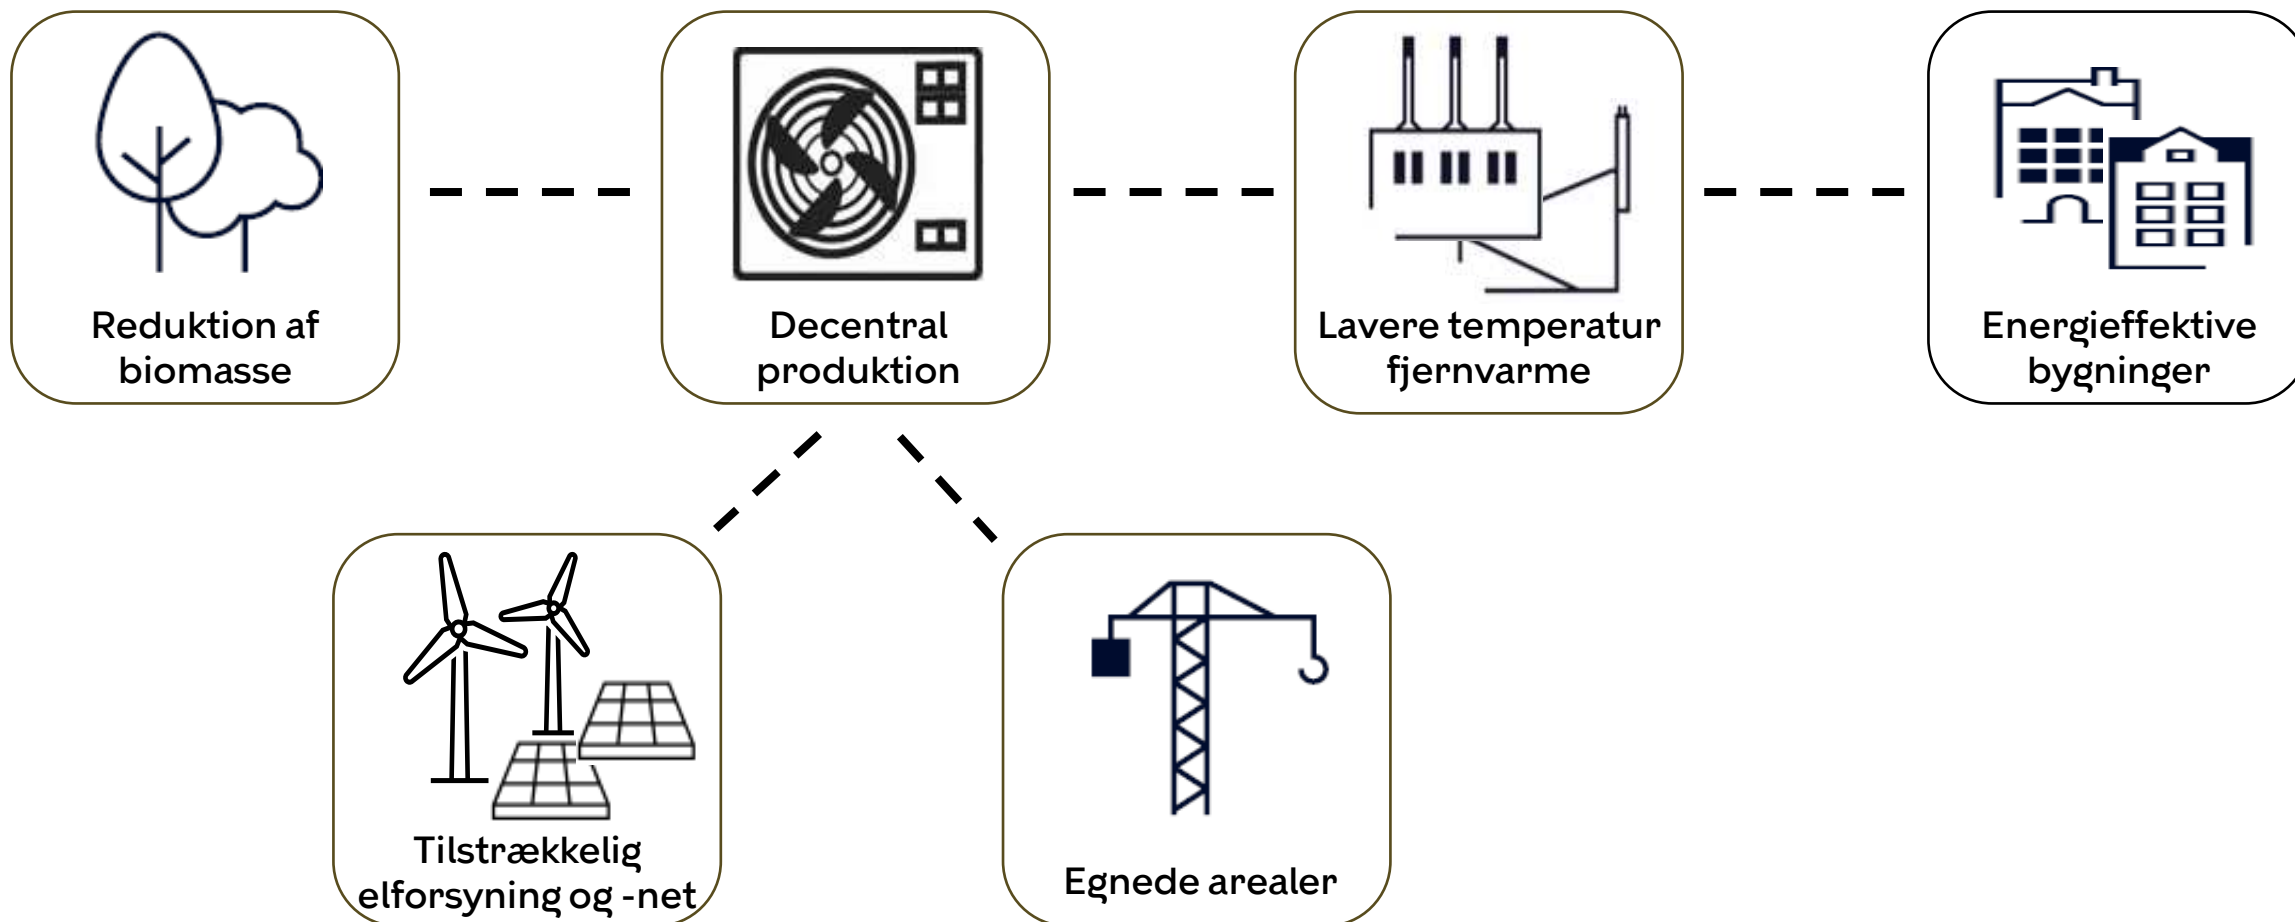 Reduktion af
biomasse
Decentral
produktion
Lavere temperatur
fjernvarme
Energieffektive
bygninger
Tilstrækkelig
elforsyning og -net
Egnede arealer